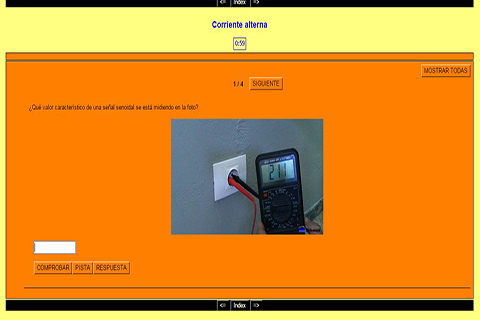 <= Index =>
Corriente alterna
0:59
MOSTRAR TODAS
1 / 4 SIGUIENTE
¿Qué valor característico de una señal senoidal se está midiendo en la foto?
211
COMPROBAR PISTA RESPUESTA
<= Index =>